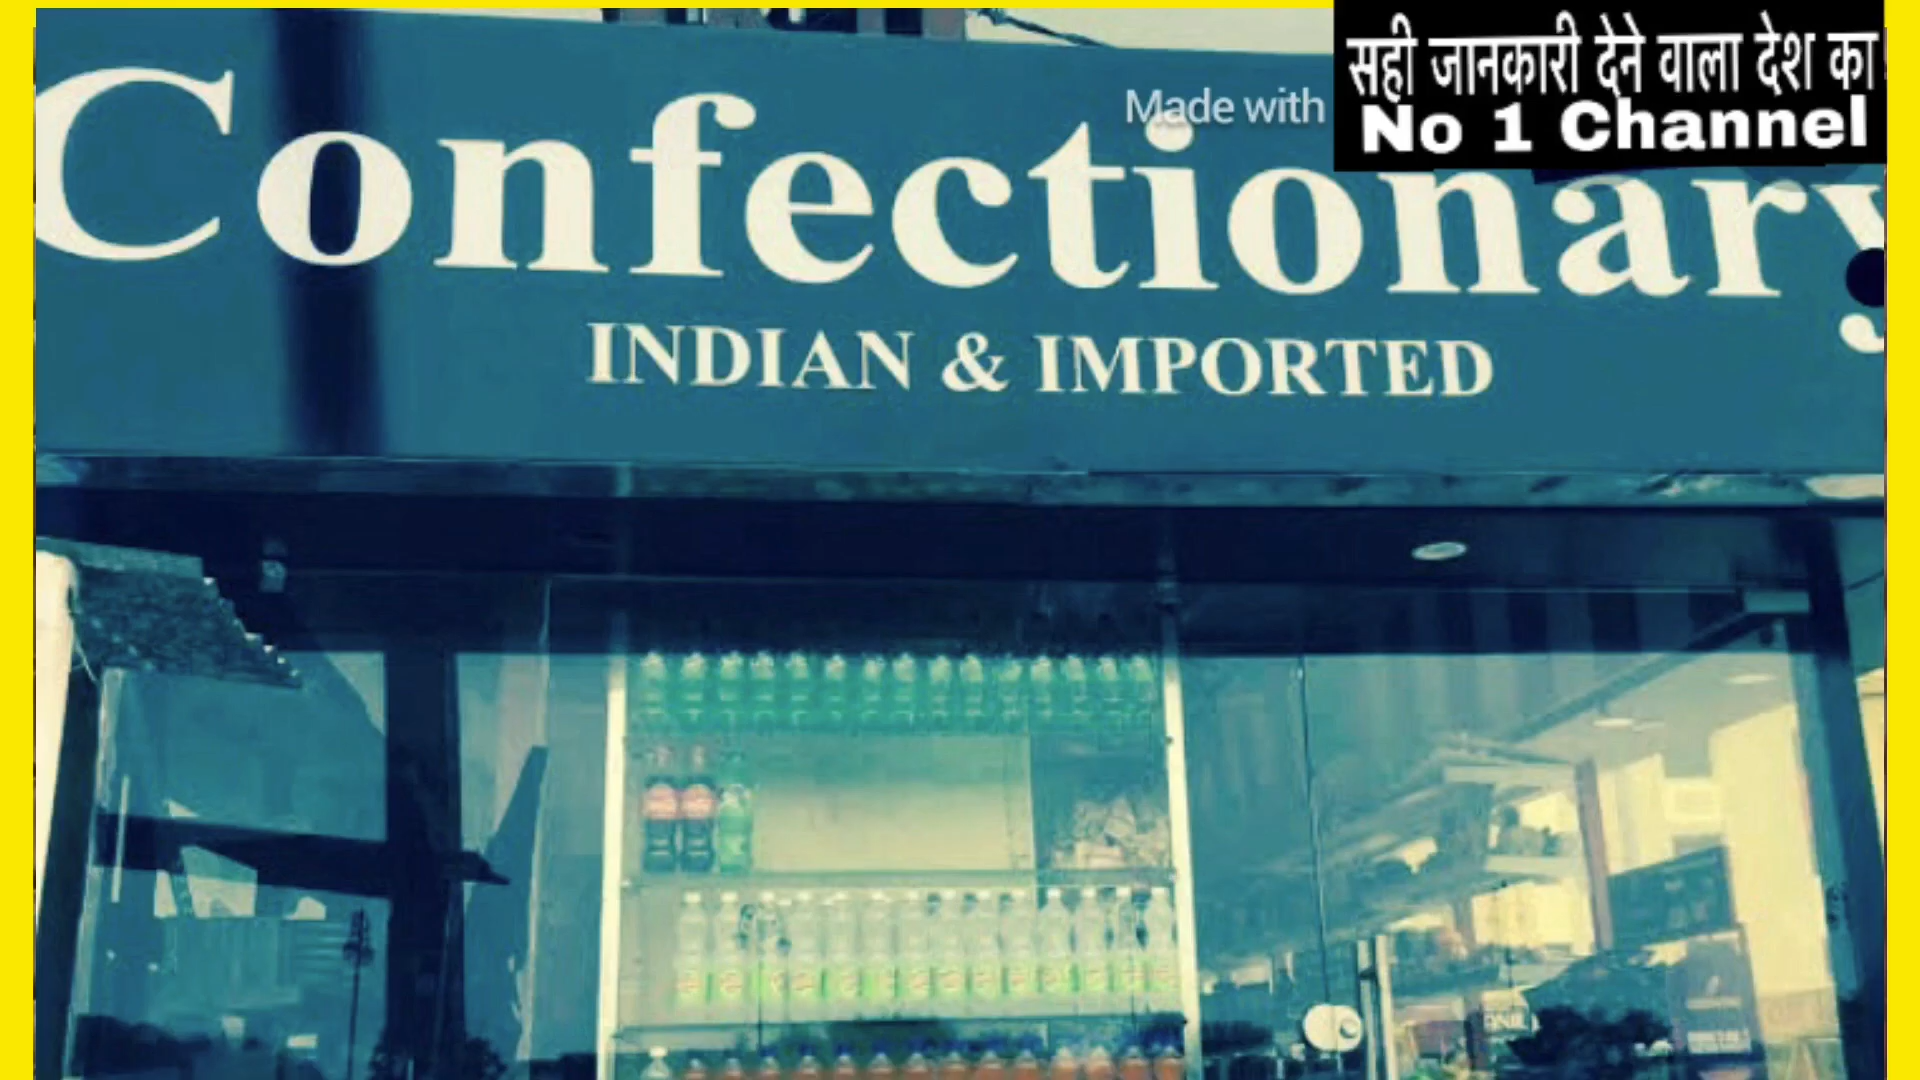 सही जानकारी देने वाला देश का
No 1 Channel
Made with
Confectionary
INDIAN & IMPORTED